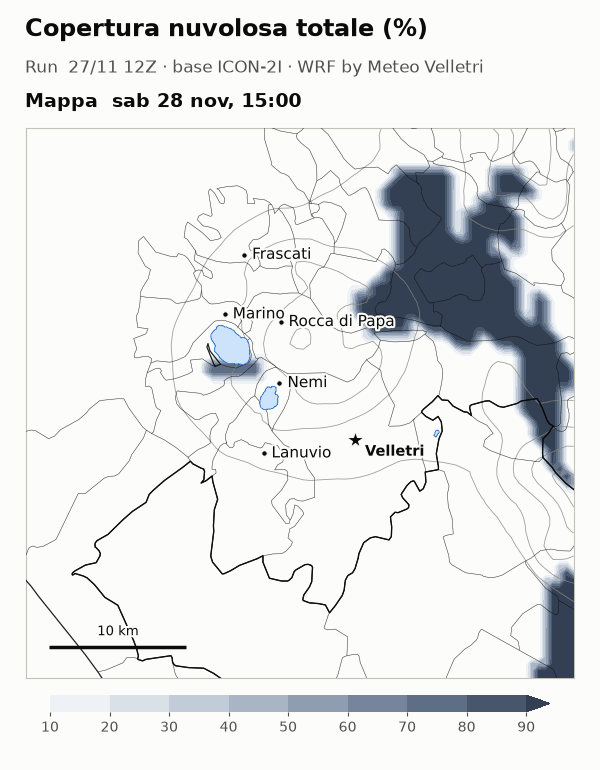 Copertura nuvolosa totale (%)
Run  27/11 12Z · base ICON-2I · WRF by Meteo Velletri
Mappa  sab 28 nov, 15:00
Frascati
Marino
Rocca di Papa
Nemi
Velletri
Lanuvio
10 km
10 20 30 40 50 60 70 80 90